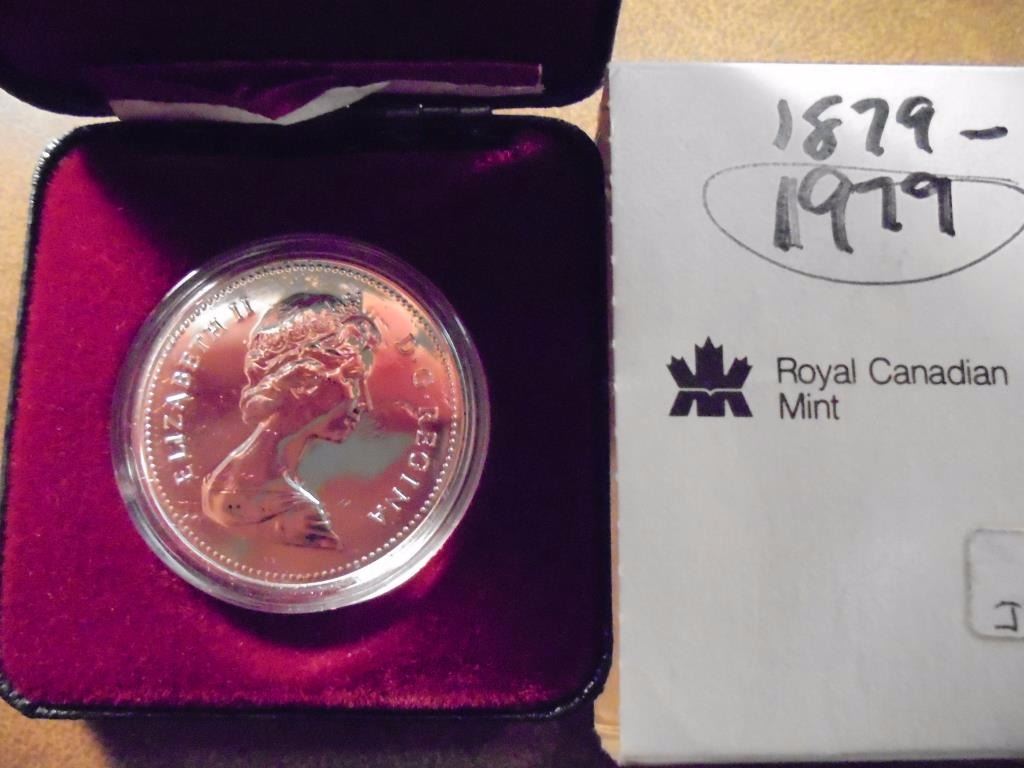 ELIZABETH II D·G·REGINA
1879-
1979
Royal Canadian
Mint